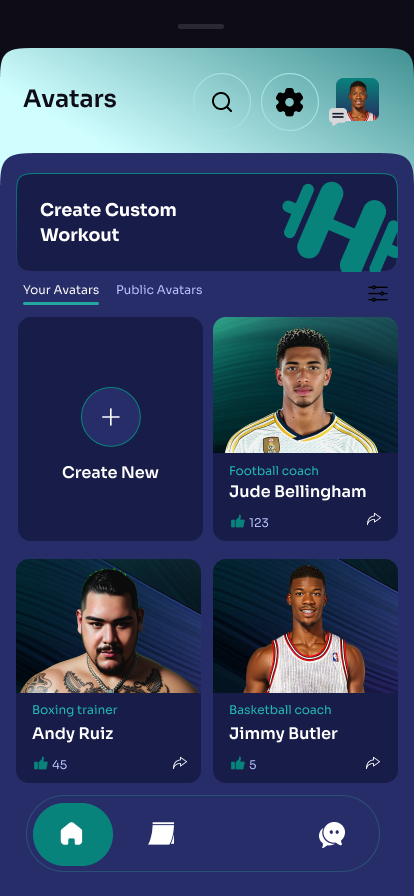 Avatars
Create Custom
Workout
Your Avatars
Public Avatars
Create New
Football coach
Jude Bellingham
123
Boxing trainer
Andy Ruiz
45
Basketball coach
Jimmy Butler
5